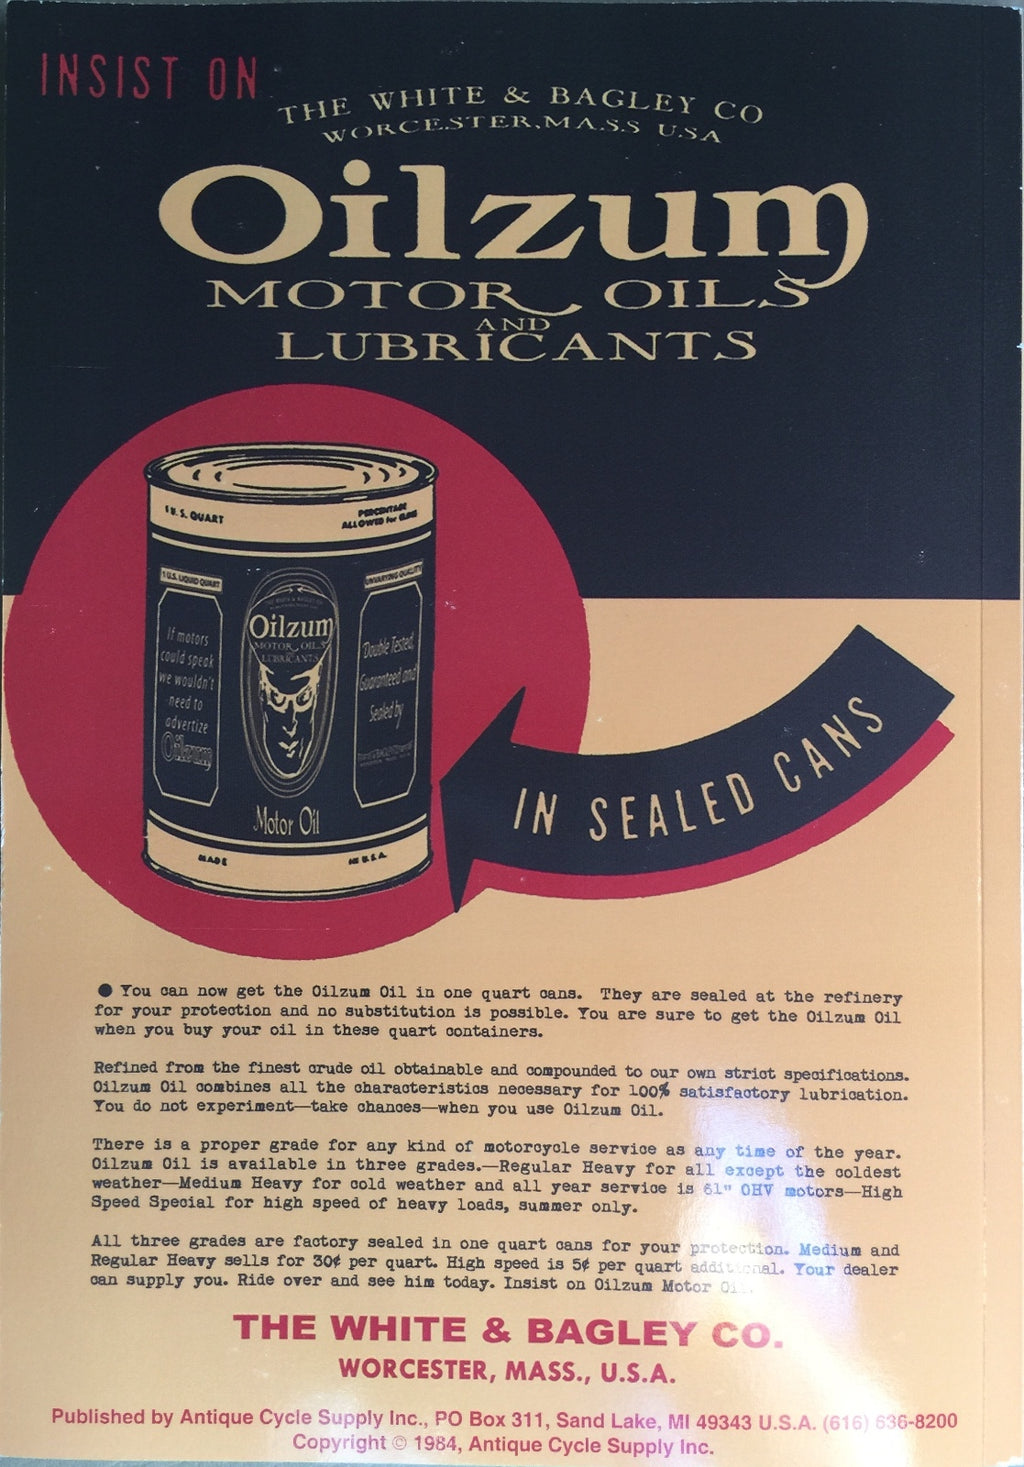 INSIST ON
THE WHITE & BAGLEY CO
WORCESTER, MASS USA
Oilzum
MOTOR OILS
AND
LUBRICANTS
1 U. S. QUART
PERCENTAGE
ALLOWED for
1 U.S. LIQUID QUART
UNVARYING QUALITY
If motors
could speak
we wouldn't
need to
advertize
Oilzum
Oilzum
MOTOR OILS
LUBRICANTS
Double Tested,
Guaranteed and
Sealed by
Motor Oil
MADE
IN U.S.A.
IN SEALED CANS
● You can now get the Oilzum Oil in one quart cans. They are sealed at the refinery
for your protection and no substitution is possible. You are sure to get the Oilzum Oil
when you buy your oil in these quart containers.
Refined from the finest crude oil obtainable and compounded to our own strict specifications.
Oilzum Oil combines all the characteristics necessary for 100% satisfactory lubrication.
You do not experiment—take chances—when you use Oilzum Oil.
There is a proper grade for any kind of motorcycle service as any time of the year.
Oilzum Oil is available in three grades.—Regular Heavy for all except the coldest
weather—Medium Heavy for cold weather and all year service is 61" OHV motors—High
Speed Special for high speed of heavy loads, summer only.
All three grades are factory sealed in one quart cans for your protection. Medium and
Regular Heavy sells for 30¢ per quart. High speed is 5¢ per quart additional. Your dealer
can supply you. Ride over and see him today. Insist on Oilzum Motor
THE WHITE & BAGLEY CO.
WORCESTER, MASS., U.S.A.
Published by Antique Cycle Supply Inc., PO Box 311, Sand Lake, MI 49343 U.S.A. (616) 636-8200
Copyright © 1984, Antique Cycle Supply Inc.